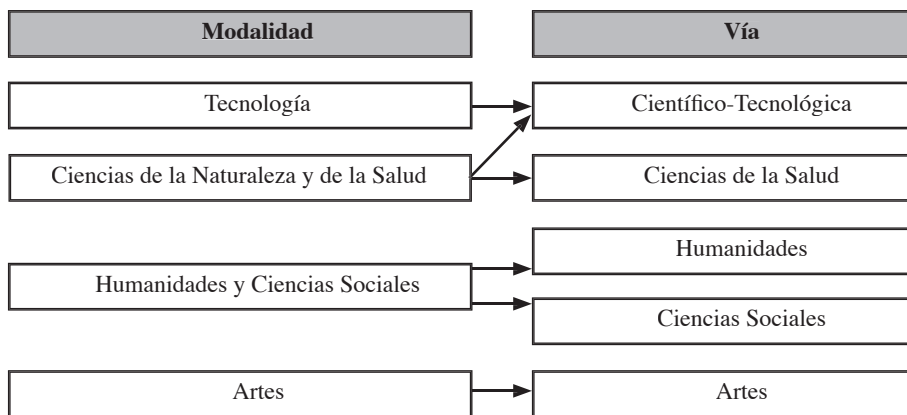 Modalidad
Vía
Tecnología
Científico-Tecnológica
Ciencias de la Naturaleza y de la Salud
Ciencias de la Salud
Humanidades y Ciencias Sociales
Humanidades
Ciencias Sociales
Artes
Artes